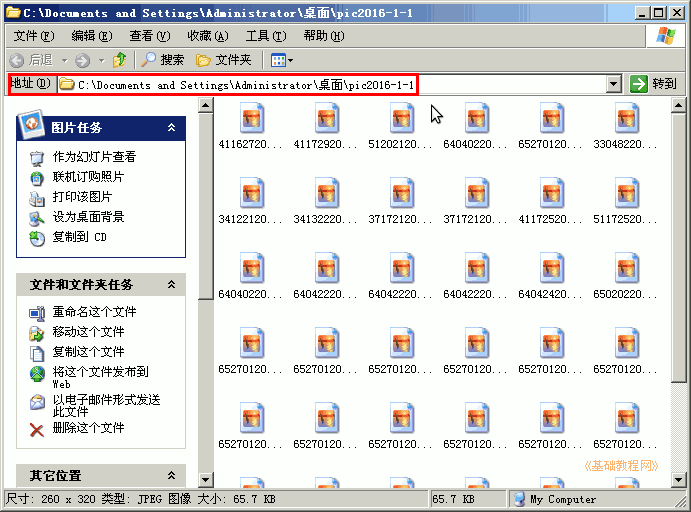 C:\Documents and Settings\Administrator\桌面\pic2016-1-1
文件(F) 编辑(E) 查看(V) 收藏(A) 工具(T) 帮助(H)
后退 搜索 文件夹
地址(D) C:\Documents and Settings\Administrator\桌面\pic2016-1-1 转到
图片任务
作为幻灯片查看
联机订购照片
打印该图片
设为桌面背景
复制到 CD
文件和文件夹任务
重命名这个文件
移动这个文件
复制这个文件
将这个文件发布到
Web
以电子邮件形式发送
此文件
删除这个文件
其它位置
41162720... 41172920... 51202120... 64040220... 65270120... 33048220...
34122120... 34132220... 37172120... 37172120... 41172520... 51172520...
64040220... 64042220... 64042220... 64042220... 64042420... 65020220...
65270120... 65270120... 65270120... 65270120... 65270120... 65270120...
65270120... 65270120... 65270120... 65270120... 65270120... 65270120...
《基础教程网》
尺寸: 260 x 320 类型: JPEG 图像 大小: 65.7 KB 65.7 KB My Computer